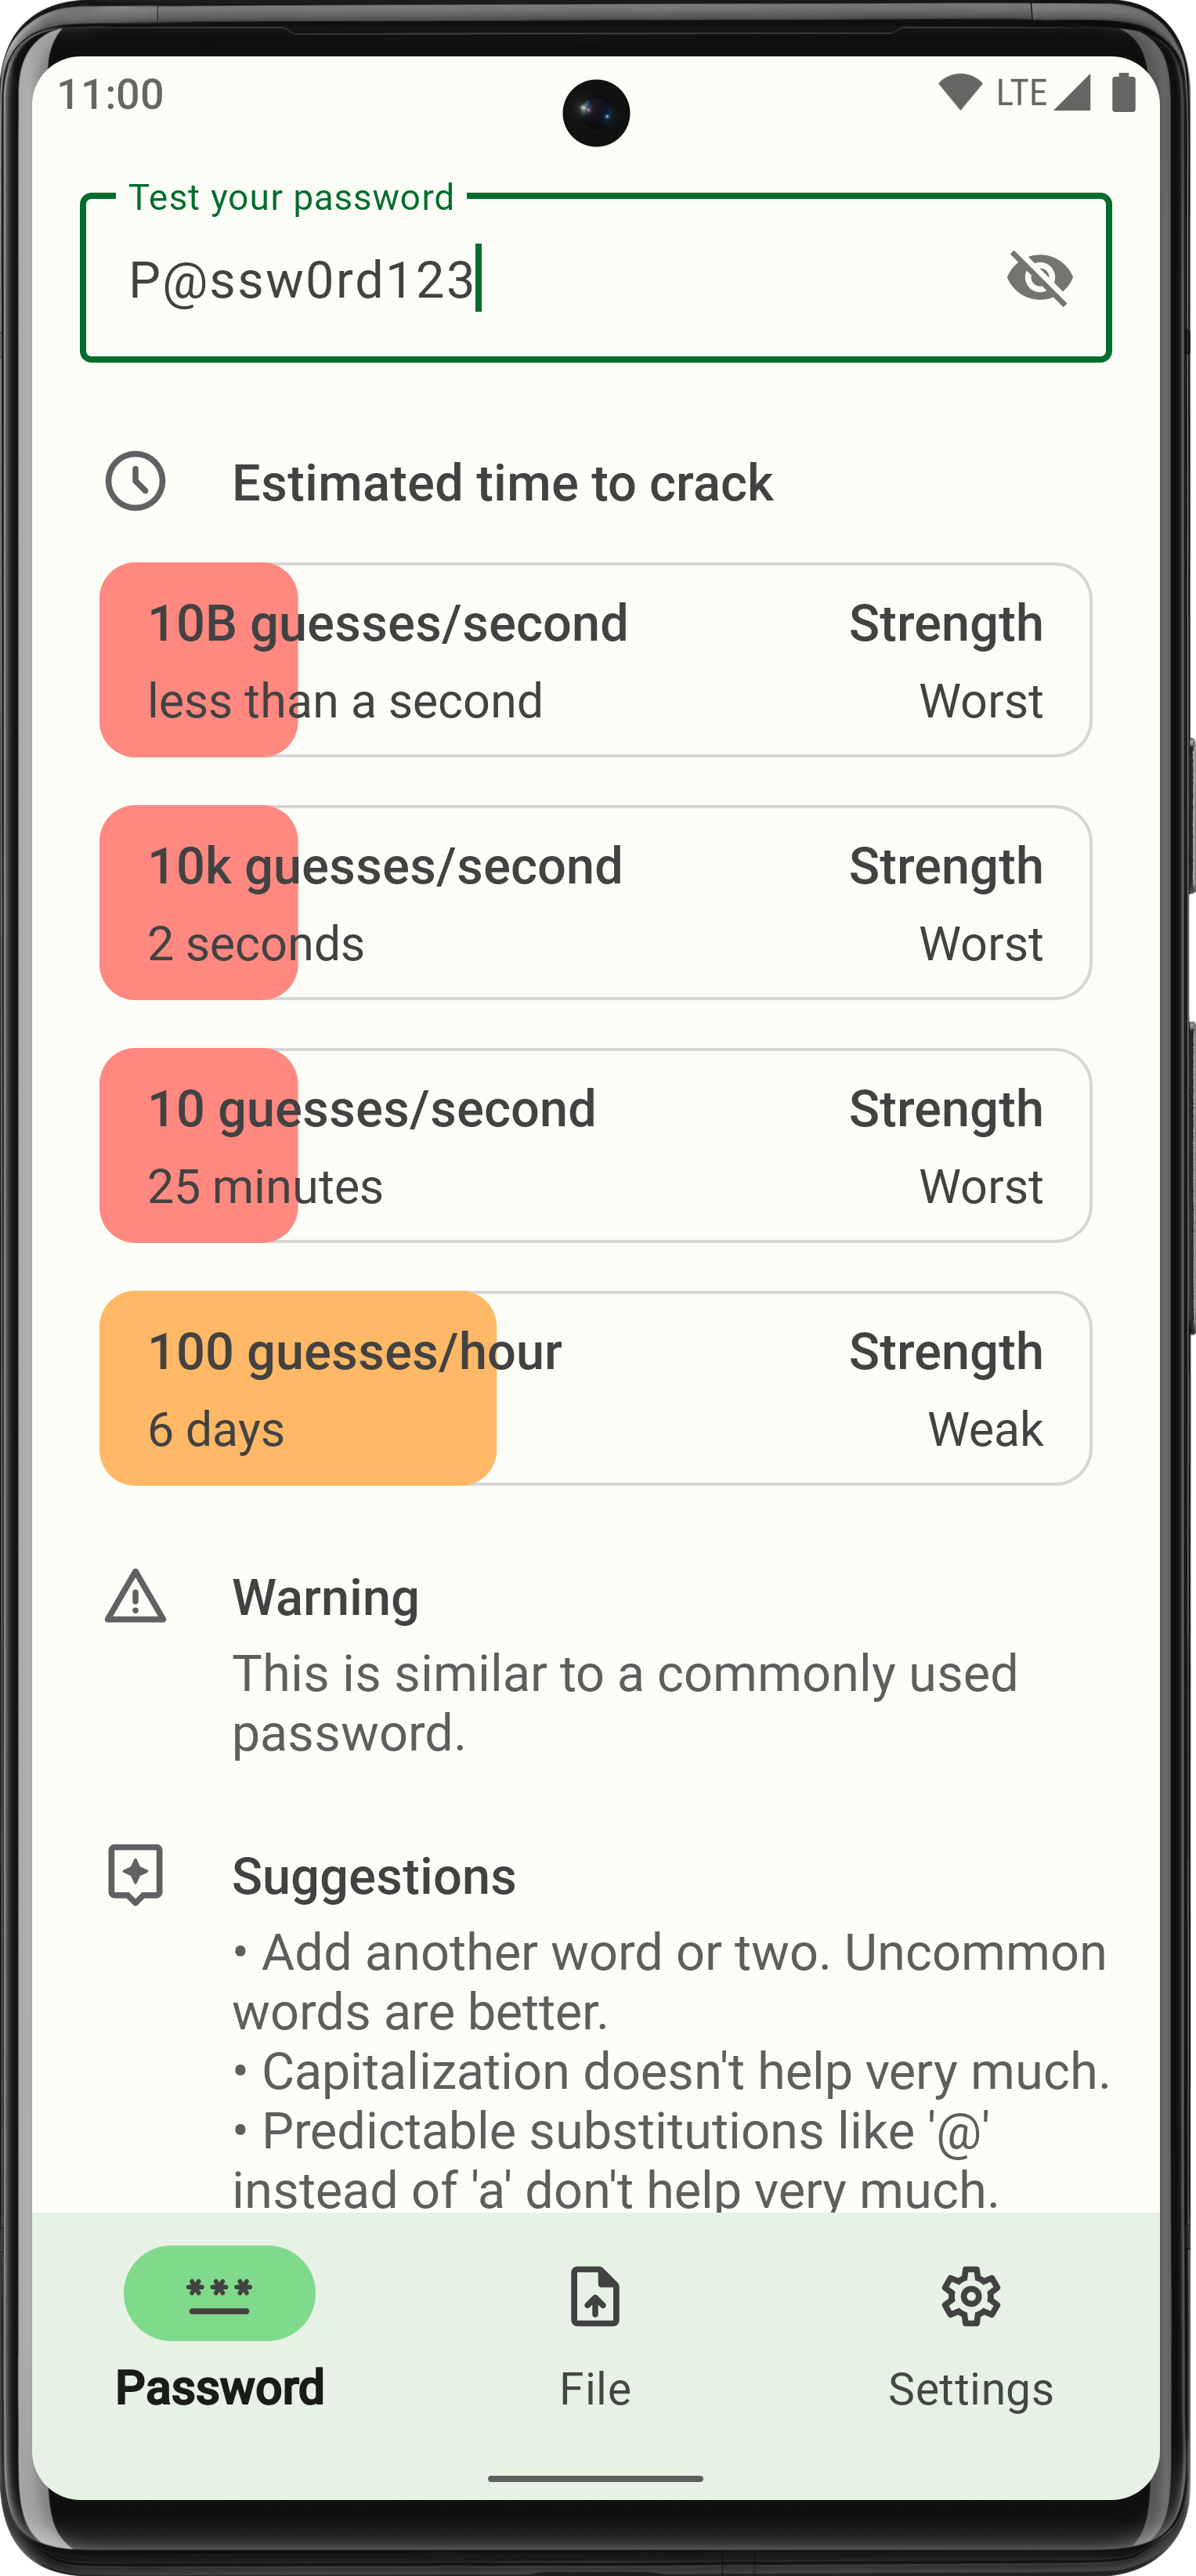 11:00
LTE
Test your password
P@ssw0rd123
Estimated time to crack
10B guesses/second Strength
less than a second Worst
10k guesses/second Strength
2 seconds Worst
10 guesses/second Strength
25 minutes Worst
100 guesses/hour Strength
6 days Weak
Warning
This is similar to a commonly used
password.
Suggestions
• Add another word or two. Uncommon
words are better.
• Capitalization doesn't help very much.
• Predictable substitutions like '@'
instead of 'a' don't help very much.
Password File Settings